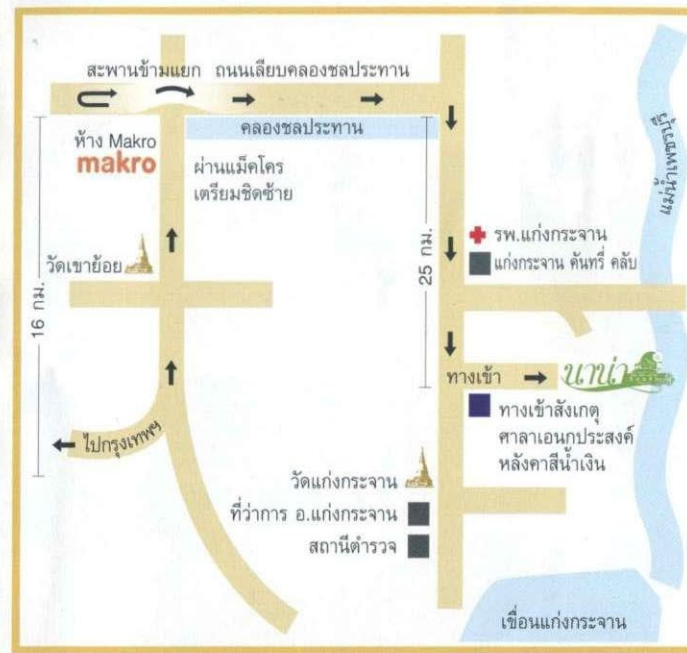 สะพานข้ามแยก ถนนเลียบคลองชลประทาน
คลองชลประทาน
ห้าง Makro
makro
ผ่านแม็คโคร
เตรียมชิดซ้าย
แม่น้ำเพชรบุรี
วัดเขาย้อย
16 กม.
25 กม.
รพ.แก่งกระจาน
แก่งกระจาน คันทรี่ คลับ
ทางเข้า
นาน่า
ไปกรุงเทพฯ
ทางเข้าสังเกตุ
ศาลาเอนกประสงค์
หลังคาสีน้ำเงิน
วัดแก่งกระจาน
ที่ว่าการ อ.แก่งกระจาน
สถานีตำรวจ
เขื่อนแก่งกระจาน